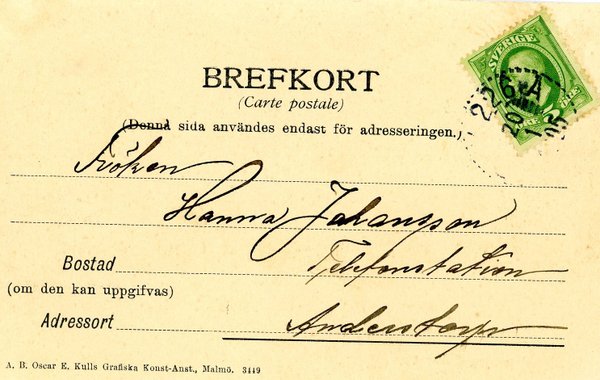 BREFKORT
(Carte postale)
(Denna sida användes endast för adresseringen.)
SVERIGE
Fröken
Hanna Johansson
Bostad Telefonstation
(om den kan uppgifvas)
Adressort Anderstorp
A. B. Oscar E. Kulls Grafiska Konst-Anst., Malmö. 3449